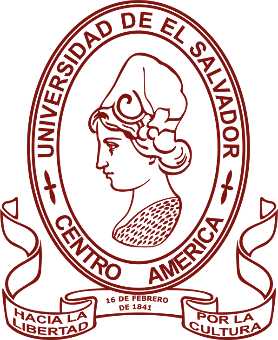 UNIVERSIDAD DE EL SALVADOR
CENTRO AMERICA
16 DE FEBRERO
DE 1841
HACIA LA
LIBERTAD
POR LA
CULTURA